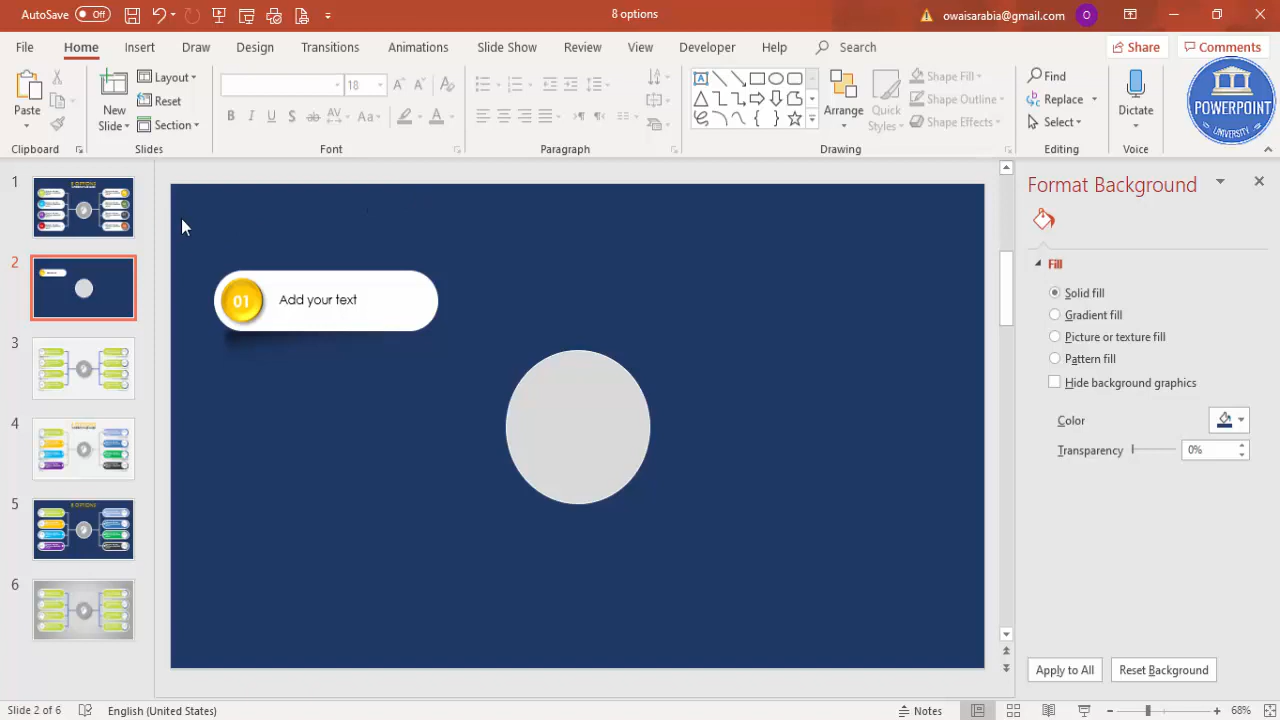 AutoSave Off
8 options
owaisarabia@gmail.com
O
File
Home
Insert
Draw
Design
Transitions
Animations
Slide Show
Review
View
Developer
Help
Search
Share
Comments
Paste
New
Slide
Layout
Reset
Section
18
B I U S ab AV Aa
A
Arrange
Quick
Styles
Shape Fill
Shape Outline
Shape Effects
Find
Replace
Select
Dictate
POWERPOINT
UNIVERSITY
Clipboard
Slides
Font
Paragraph
Drawing
Editing
Voice
1
2
3
4
5
6
8 OPTIONS
01
Add your text
Format Background
Fill
Solid fill
Gradient fill
Picture or texture fill
Pattern fill
Hide background graphics
Color
Transparency
0%
Apply to All
Reset Background
Slide 2 of 6
English (United States)
Notes
68%